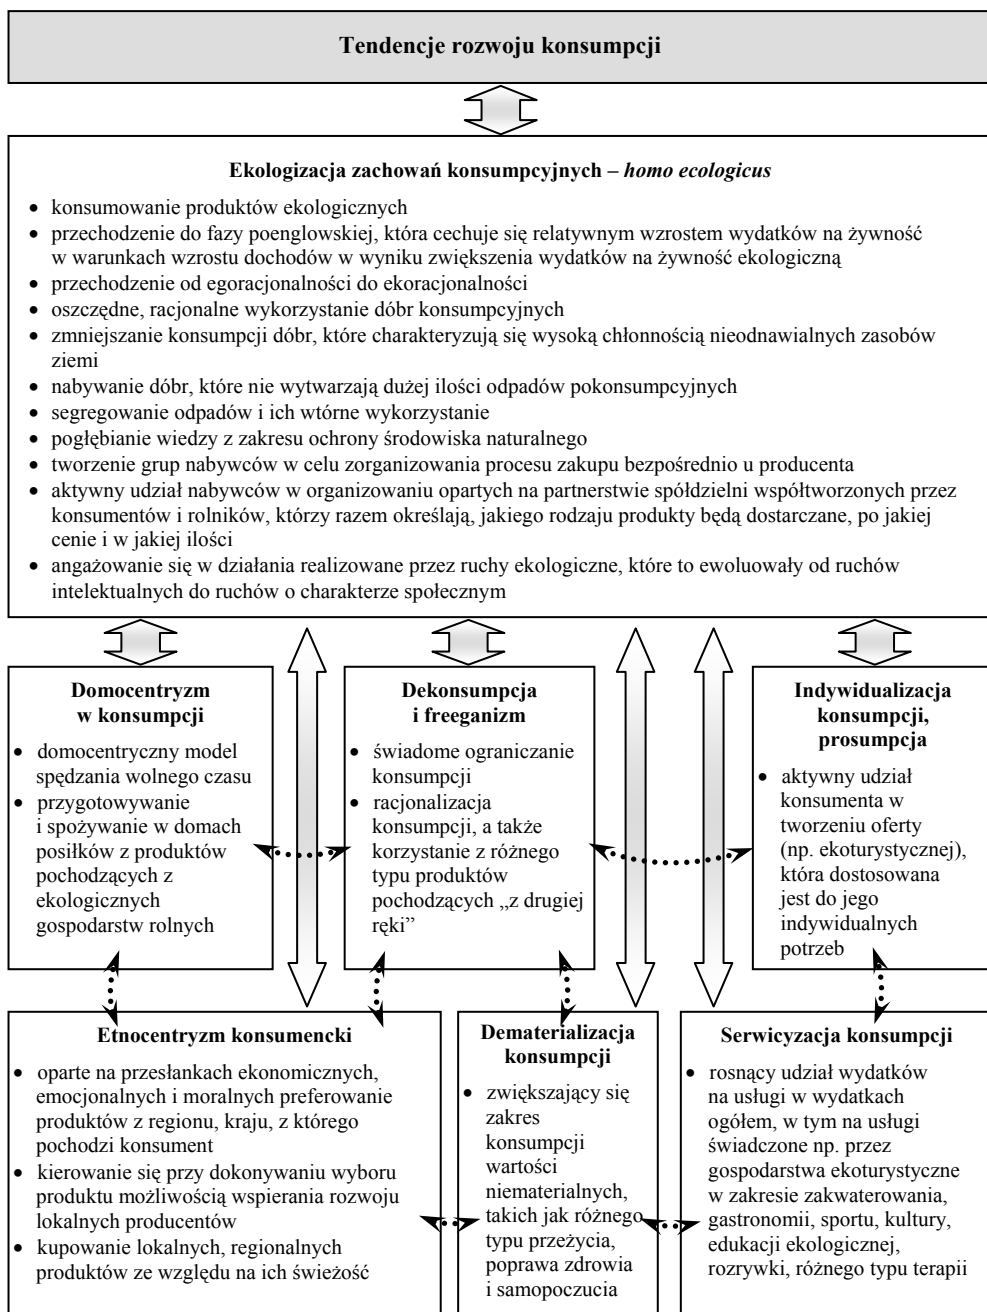 Tendencje rozwoju konsumpcji
Ekologizacja zachowań konsumpcyjnych – homo ecologicus
• konsumowanie produktów ekologicznych
• przechodzenie do fazy poenglowskiej, która cechuje się relatywnym wzrostem wydatków na żywność
w warunkach wzrostu dochodów w wyniku zwiększenia wydatków na żywność ekologiczną
• przechodzenie od egoracjonalności do ekoracjonalności
• oszczędne, racjonalne wykorzystanie dóbr konsumpcyjnych
• zmniejszanie konsumpcji dóbr, które charakteryzują się wysoką chłonnością nieodnawialnych zasobów
ziemi
• nabywanie dóbr, które nie wytwarzają dużej ilości odpadów pokonsumpcyjnych
• segregowanie odpadów i ich wtórne wykorzystanie
• pogłębianie wiedzy z zakresu ochrony środowiska naturalnego
• tworzenie grup nabywców w celu zorganizowania procesu zakupu bezpośrednio u producenta
• aktywny udział nabywców w organizowaniu opartych na partnerstwie spółdzielni współtworzonych przez
konsumentów i rolników, którzy razem określają, jakiego rodzaju produkty będą dostarczane, po jakiej
cenie i w jakiej ilości
• angażowanie się w działania realizowane przez ruchy ekologiczne, które to ewoluowały od ruchów
intelektualnych do ruchów o charakterze społecznym
Domocentryzm
w konsumpcji
• domocentryczny model
spędzania wolnego czasu
• przygotowywanie
i spożywanie w domach
posiłków z produktów
pochodzących z
ekologicznych
gospodarstw rolnych
Dekonsumpcja
i freeganizm
• świadome ograniczanie
konsumpcji
• racjonalizacja
konsumpcji, a także
korzystanie z różnego
typu produktów
pochodzących „z drugiej
ręki”
Indywidualizacja
konsumpcji,
prosumpcja
• aktywny udział
konsumenta w
tworzeniu oferty
(np. ekoturystycznej),
która dostosowana
jest do jego
indywidualnych
potrzeb
Etnocentryzm konsumencki
• oparte na przesłankach ekonomicznych,
emocjonalnych i moralnych preferowanie
produktów z regionu, kraju, z którego
pochodzi konsument
• kierowanie się przy dokonywaniu wyboru
produktu możliwością wspierania rozwoju
lokalnych producentów
• kupowanie lokalnych, regionalnych
produktów ze względu na ich świeżość
Dematerializacja
konsumpcji
• zwiększający się
zakres
konsumpcji
wartości
niematerialnych,
takich jak różnego
typu przeżycia,
poprawa zdrowia
i samopoczucia
Serwicyzacja konsumpcji
• rosnący udział wydatków
na usługi w wydatkach
ogółem, w tym na usługi
świadczone np. przez
gospodarstwa ekoturystyczne
w zakresie zakwaterowania,
gastronomii, sportu, kultury,
edukacji ekologicznej,
rozrywki, różnego typu terapii